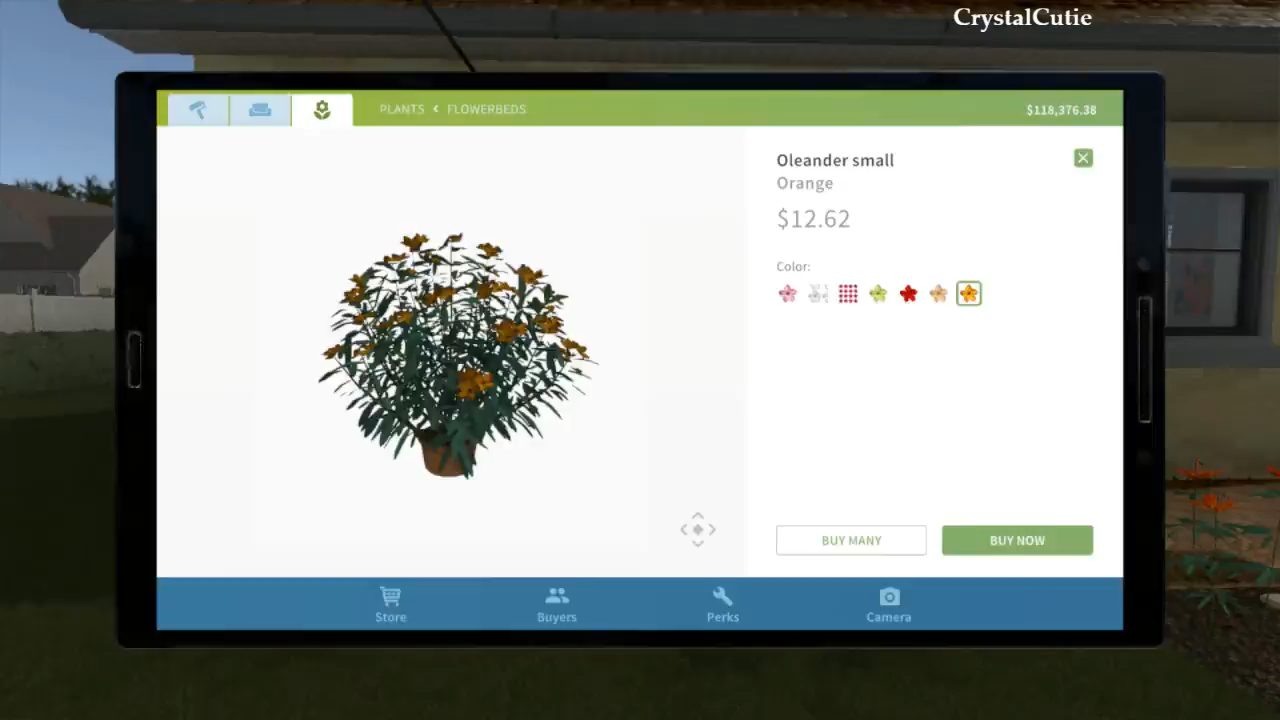 CrystalCutie
PLANTS < FLOWERBEDS
$118,376.38
Oleander small
Orange
$12.62
Color:
BUY MANY
BUY NOW
Store
Buyers
Perks
Camera